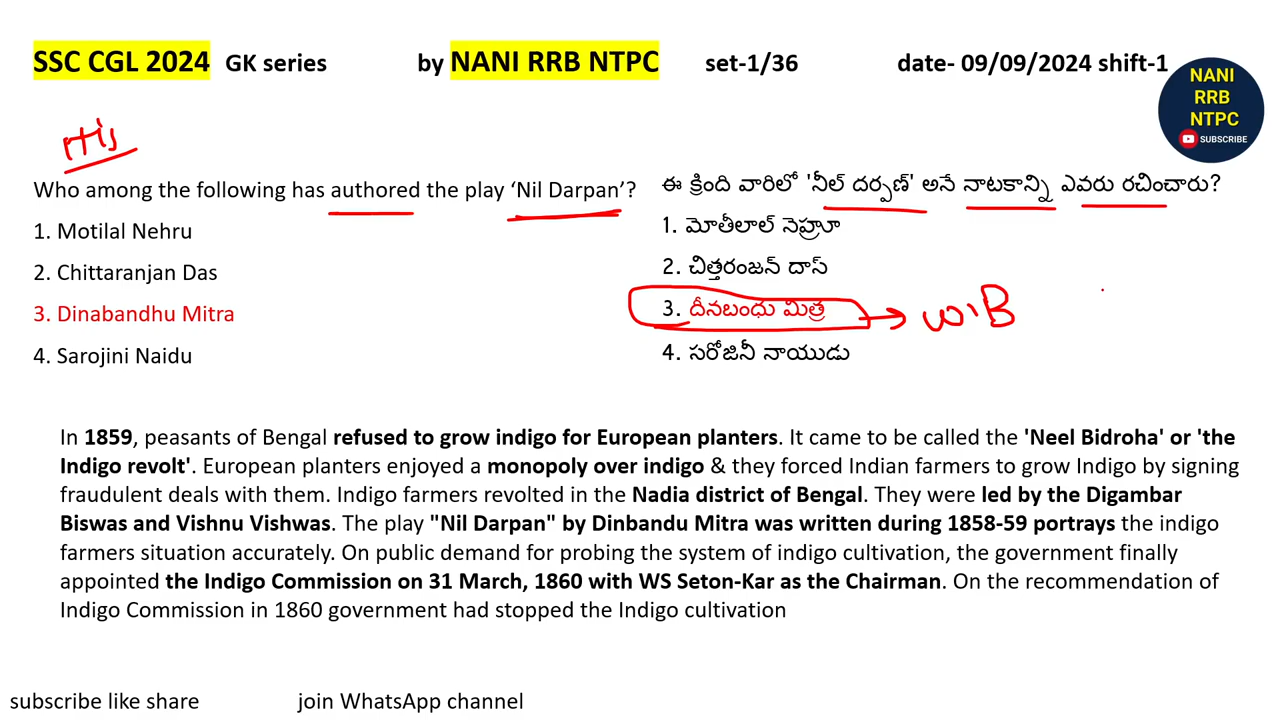 SSC CGL 2024 GK series by NANI RRB NTPC set-1/36 date- 09/09/2024 shift-1
NANI
RRB
NTPC
SUBSCRIBE
His
Who among the following has authored the play ‘Nil Darpan’?
1. Motilal Nehru
2. Chittaranjan Das
3. Dinabandhu Mitra
4. Sarojini Naidu
ఈ క్రింది వారిలో 'నీల్ దర్పణ్' అనే నాటకాన్ని ఎవరు రచించారు?
1. మోతీలాల్ నెహ్రూ
2. చిత్తరంజన్ దాస్
3. దీనబంధు మిత్ర → W.B
4. సరోజినీ నాయుడు
In 1859, peasants of Bengal refused to grow indigo for European planters. It came to be called the 'Neel Bidroha' or 'the
Indigo revolt'. European planters enjoyed a monopoly over indigo & they forced Indian farmers to grow Indigo by signing
fraudulent deals with them. Indigo farmers revolted in the Nadia district of Bengal. They were led by the Digambar
Biswas and Vishnu Vishwas. The play "Nil Darpan" by Dinbandu Mitra was written during 1858-59 portrays the indigo
farmers situation accurately. On public demand for probing the system of indigo cultivation, the government finally
appointed the Indigo Commission on 31 March, 1860 with WS Seton-Kar as the Chairman. On the recommendation of
Indigo Commission in 1860 government had stopped the Indigo cultivation
subscribe like share join WhatsApp channel